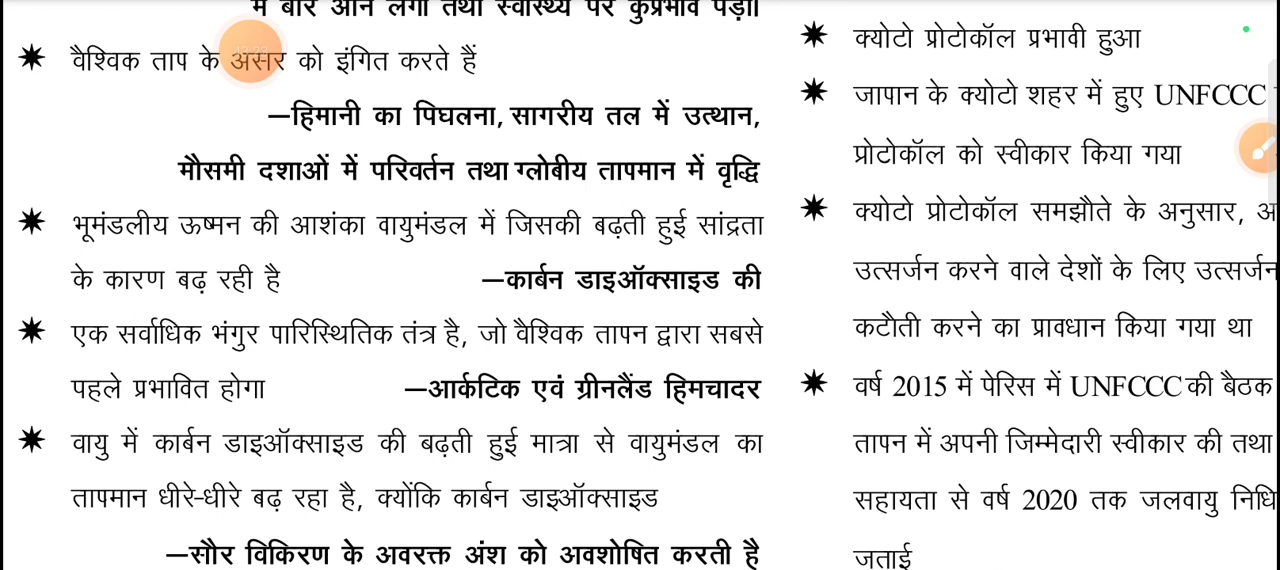 में बार आने लगी तथा स्वास्थ्य पर कुप्रभाव पड़ा।
✷ वैश्विक ताप के असर को इंगित करते हैं
—हिमानी का पिघलना, सागरीय तल में उत्थान,
मौसमी दशाओं में परिवर्तन तथा ग्लोबीय तापमान में वृद्धि
✷ भूमंडलीय ऊष्मन की आशंका वायुमंडल में जिसकी बढ़ती हुई सांद्रता
के कारण बढ़ रही है —कार्बन डाइऑक्साइड की
✷ एक सर्वाधिक भंगुर पारिस्थितिक तंत्र है, जो वैश्विक तापन द्वारा सबसे
पहले प्रभावित होगा —आर्कटिक एवं ग्रीनलैंड हिमचादर
✷ वायु में कार्बन डाइऑक्साइड की बढ़ती हुई मात्रा से वायुमंडल का
तापमान धीरे-धीरे बढ़ रहा है, क्योंकि कार्बन डाइऑक्साइड
—सौर विकिरण के अवरक्त अंश को अवशोषित करती है
✷ क्योटो प्रोटोकॉल प्रभावी हुआ
✷ जापान के क्योटो शहर में हुए UNFCCC
प्रोटोकॉल को स्वीकार किया गया
✷ क्योटो प्रोटोकॉल समझौते के अनुसार,
उत्सर्जन करने वाले देशों के लिए उत्सर्जन
कटौती करने का प्रावधान किया गया था
✷ वर्ष 2015 में पेरिस में UNFCCC की बैठक
तापन में अपनी जिम्मेदारी स्वीकार की तथा
सहायता से वर्ष 2020 तक जलवायु निधि
जताई